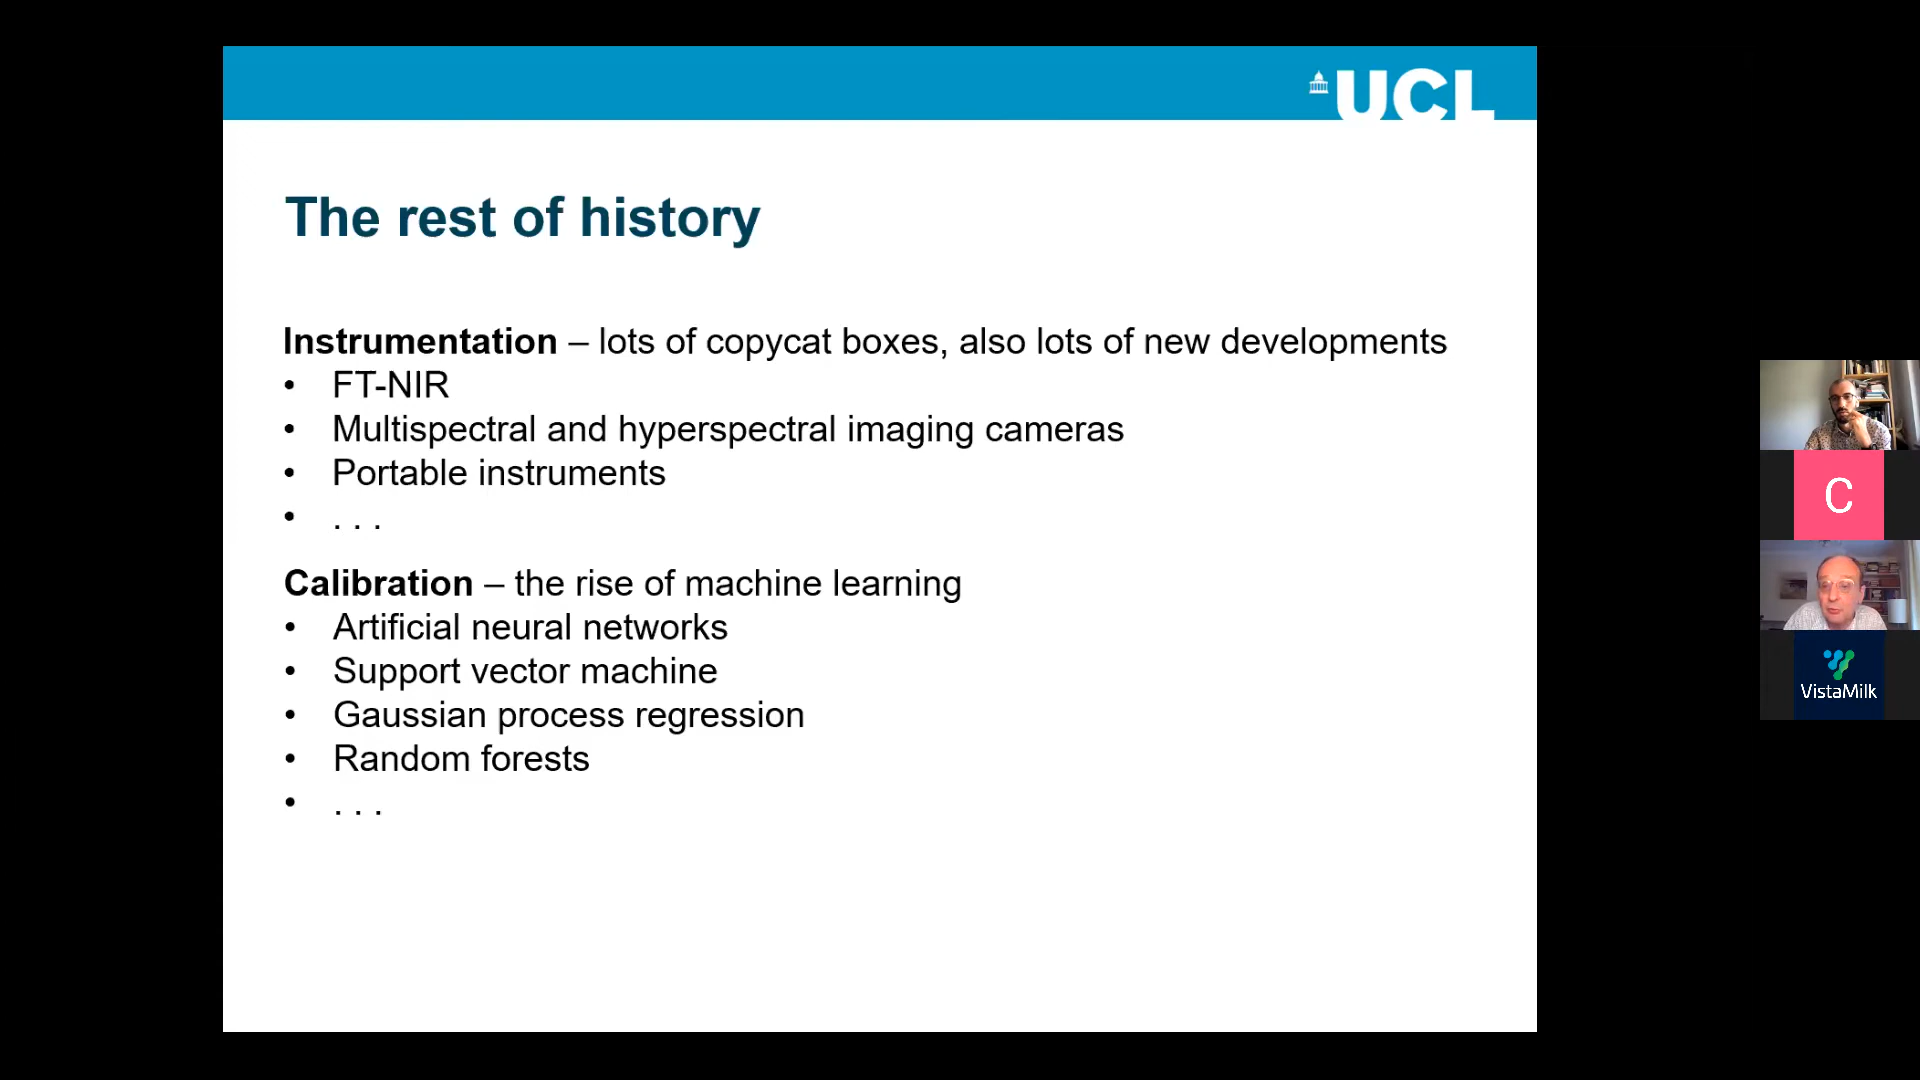 UCL
The rest of history
Instrumentation – lots of copycat boxes, also lots of new developments
• FT-NIR
• Multispectral and hyperspectral imaging cameras
• Portable instruments
• . . .
Calibration – the rise of machine learning
• Artificial neural networks
• Support vector machine
• Gaussian process regression
• Random forests
• . . .
C
VistaMilk